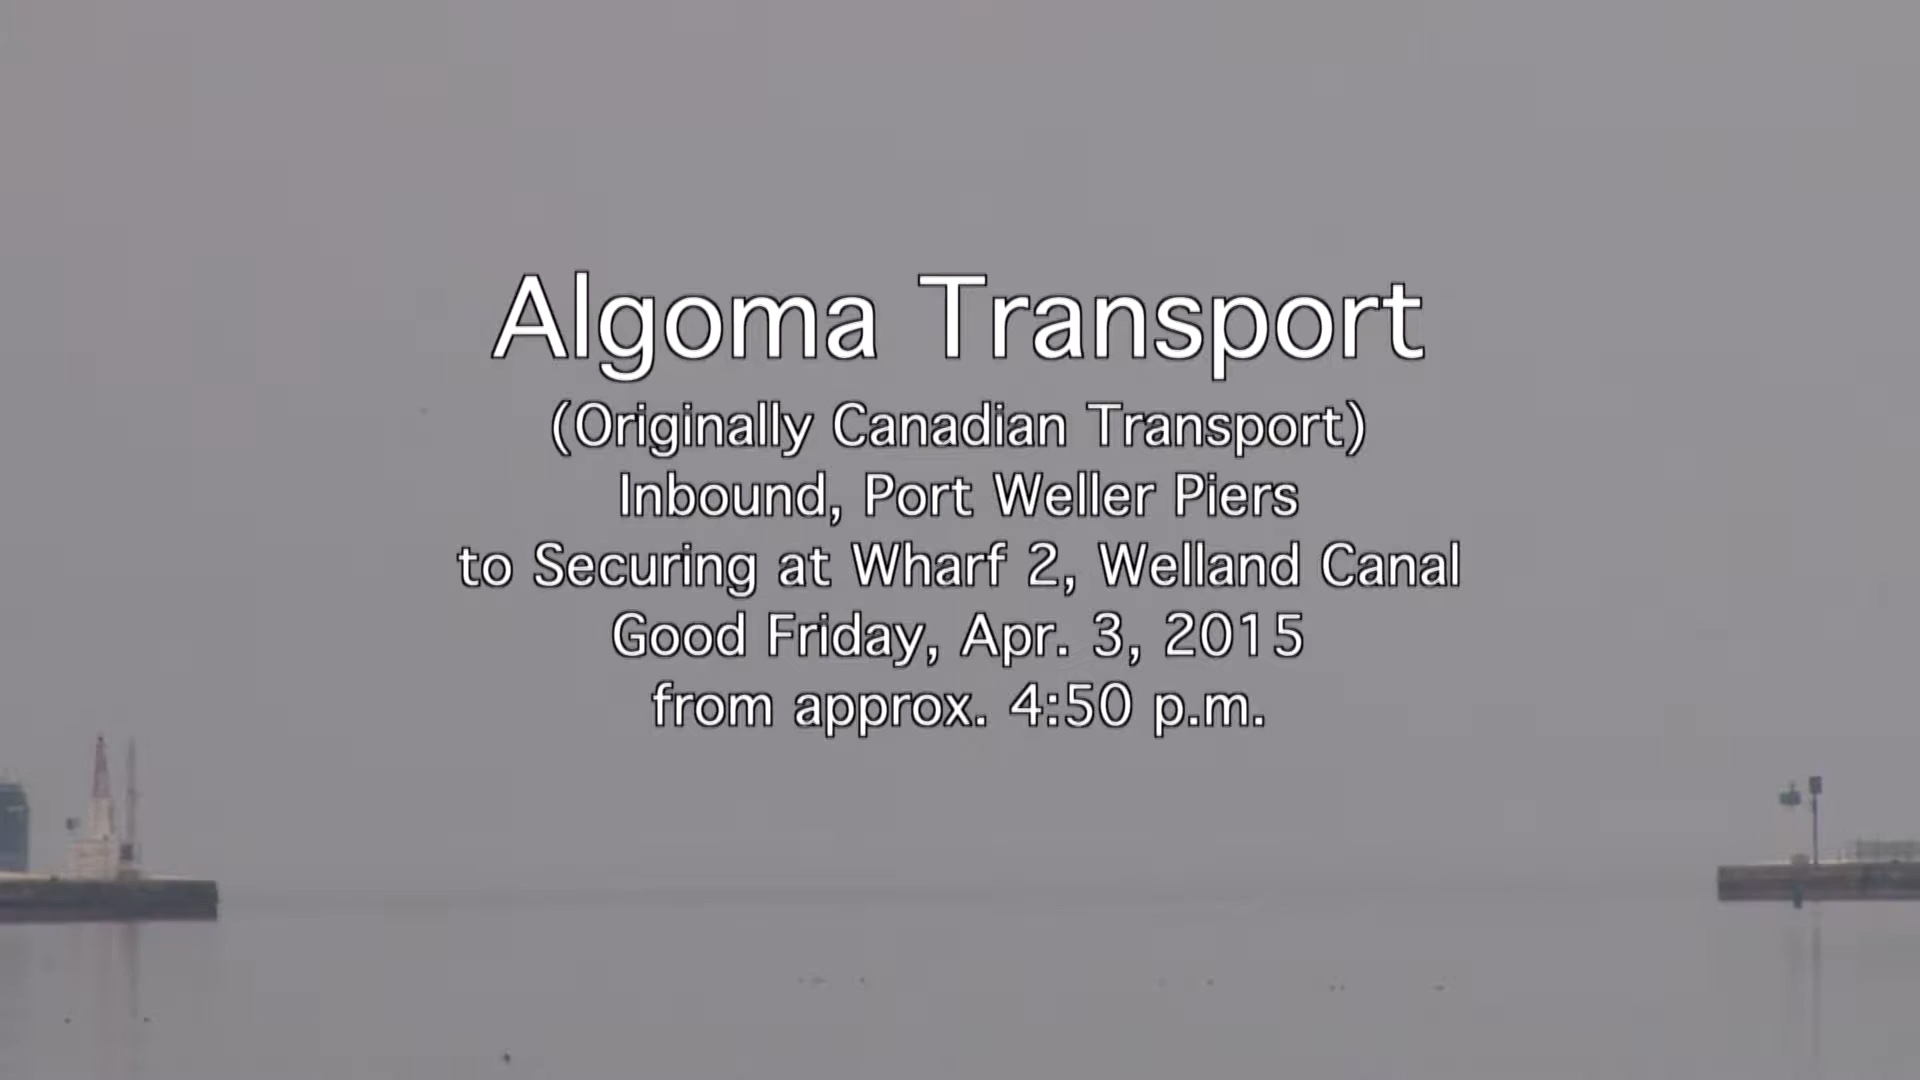 Algoma Transport
(Originally Canadian Transport)
Inbound, Port Weller Piers
to Securing at Wharf 2, Welland Canal
Good Friday, Apr. 3, 2015
from approx. 4:50 p.m.